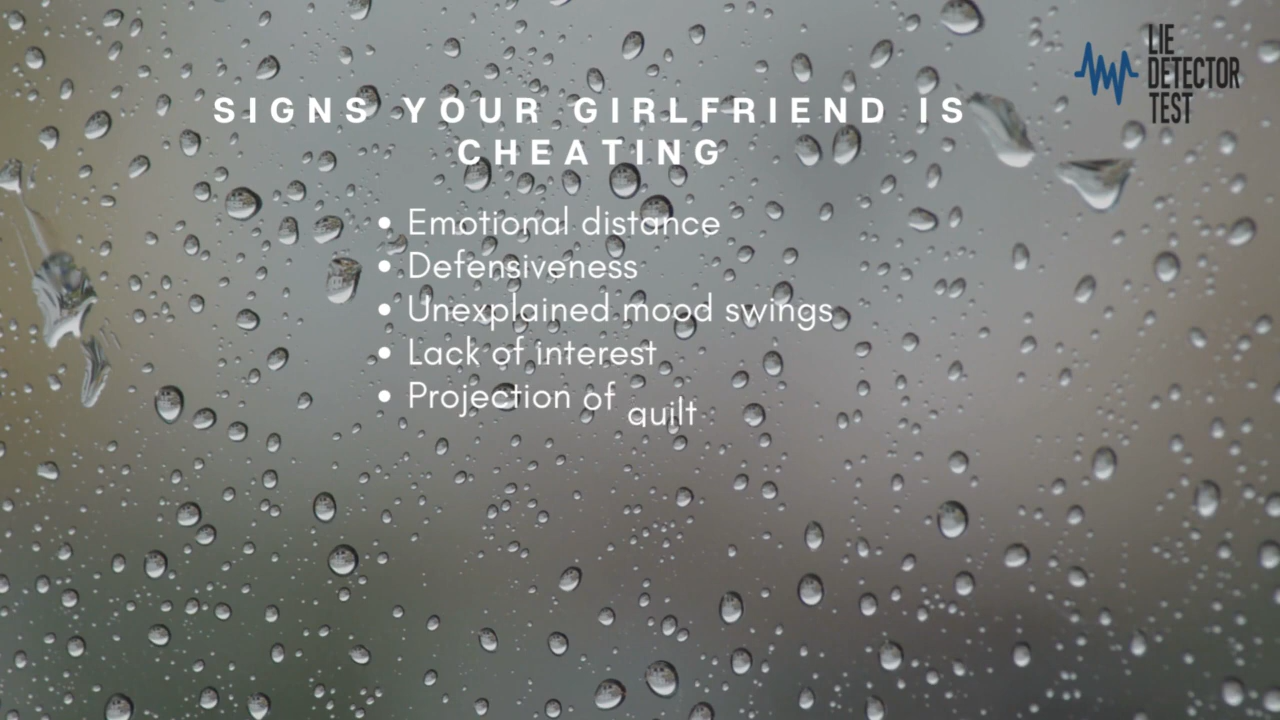 LIE
DETECTOR
TEST
SIGNS YOUR GIRLFRIEND IS
CHEATING
• Emotional distance
• Defensiveness
• Unexplained mood swings
• Lack of interest
• Projection of guilt